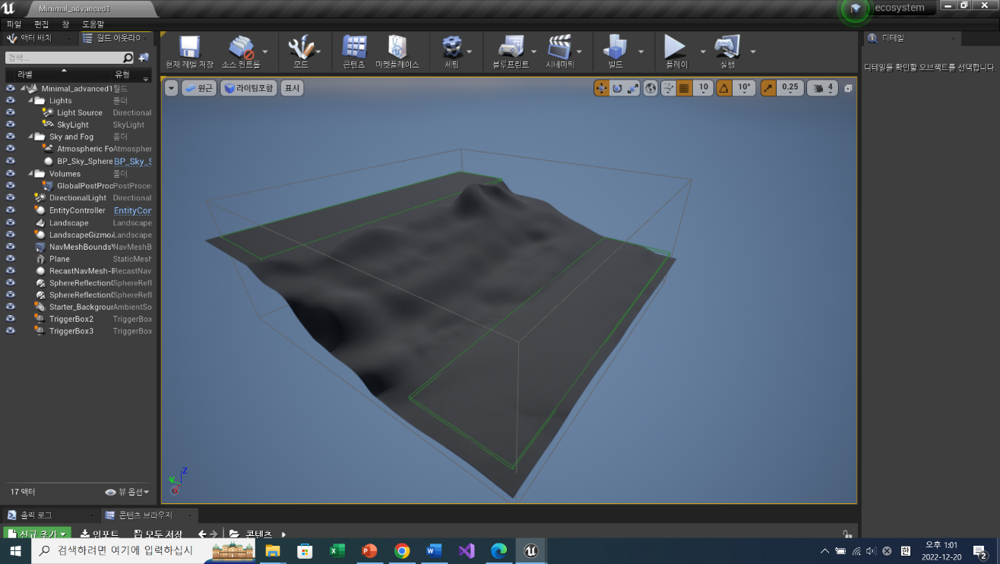 Minimal_advanced1
ecosystem
파일 편집 창 도움말
액터 배치
월드 아웃라이
디테일
검색...
현재 레벨 저장
소스 컨트롤
모드
콘텐츠
마켓플레이스
세팅
블루프린트
시네마틱
빌드
플레이
실행
디테일을 확인할 오브젝트를 선택합니다.
라벨 유형
원근
라이팅포함
표시
10
10°
0.25
4
Minimal_advanced1 월드
Lights 폴더
Light Source Directional
SkyLight SkyLight
Sky and Fog 폴더
Atmospheric Fo Atmospher
BP_Sky_Sphere BP_Sky_S
Volumes 폴더
GlobalPostProc PostProce
DirectionalLight Directional
EntityController EntityCon
Landscape Landscape
LandscapeGizmo Landscape
NavMeshBounds NavMeshB
Plane StaticMesh
RecastNavMesh- RecastNav
SphereReflection SphereRefl
SphereReflection SphereRefl
Starter_Backgrour AmbientSo
TriggerBox2 TriggerBox
TriggerBox3 TriggerBox
Z
Y
17 액터
뷰 옵션
출력 로그
콘텐츠 브라우저
신규 추가
임포트
모두 저장
콘텐츠
검색하려면 여기에 입력하십시
한
오후 1:01
2022-12-20
2